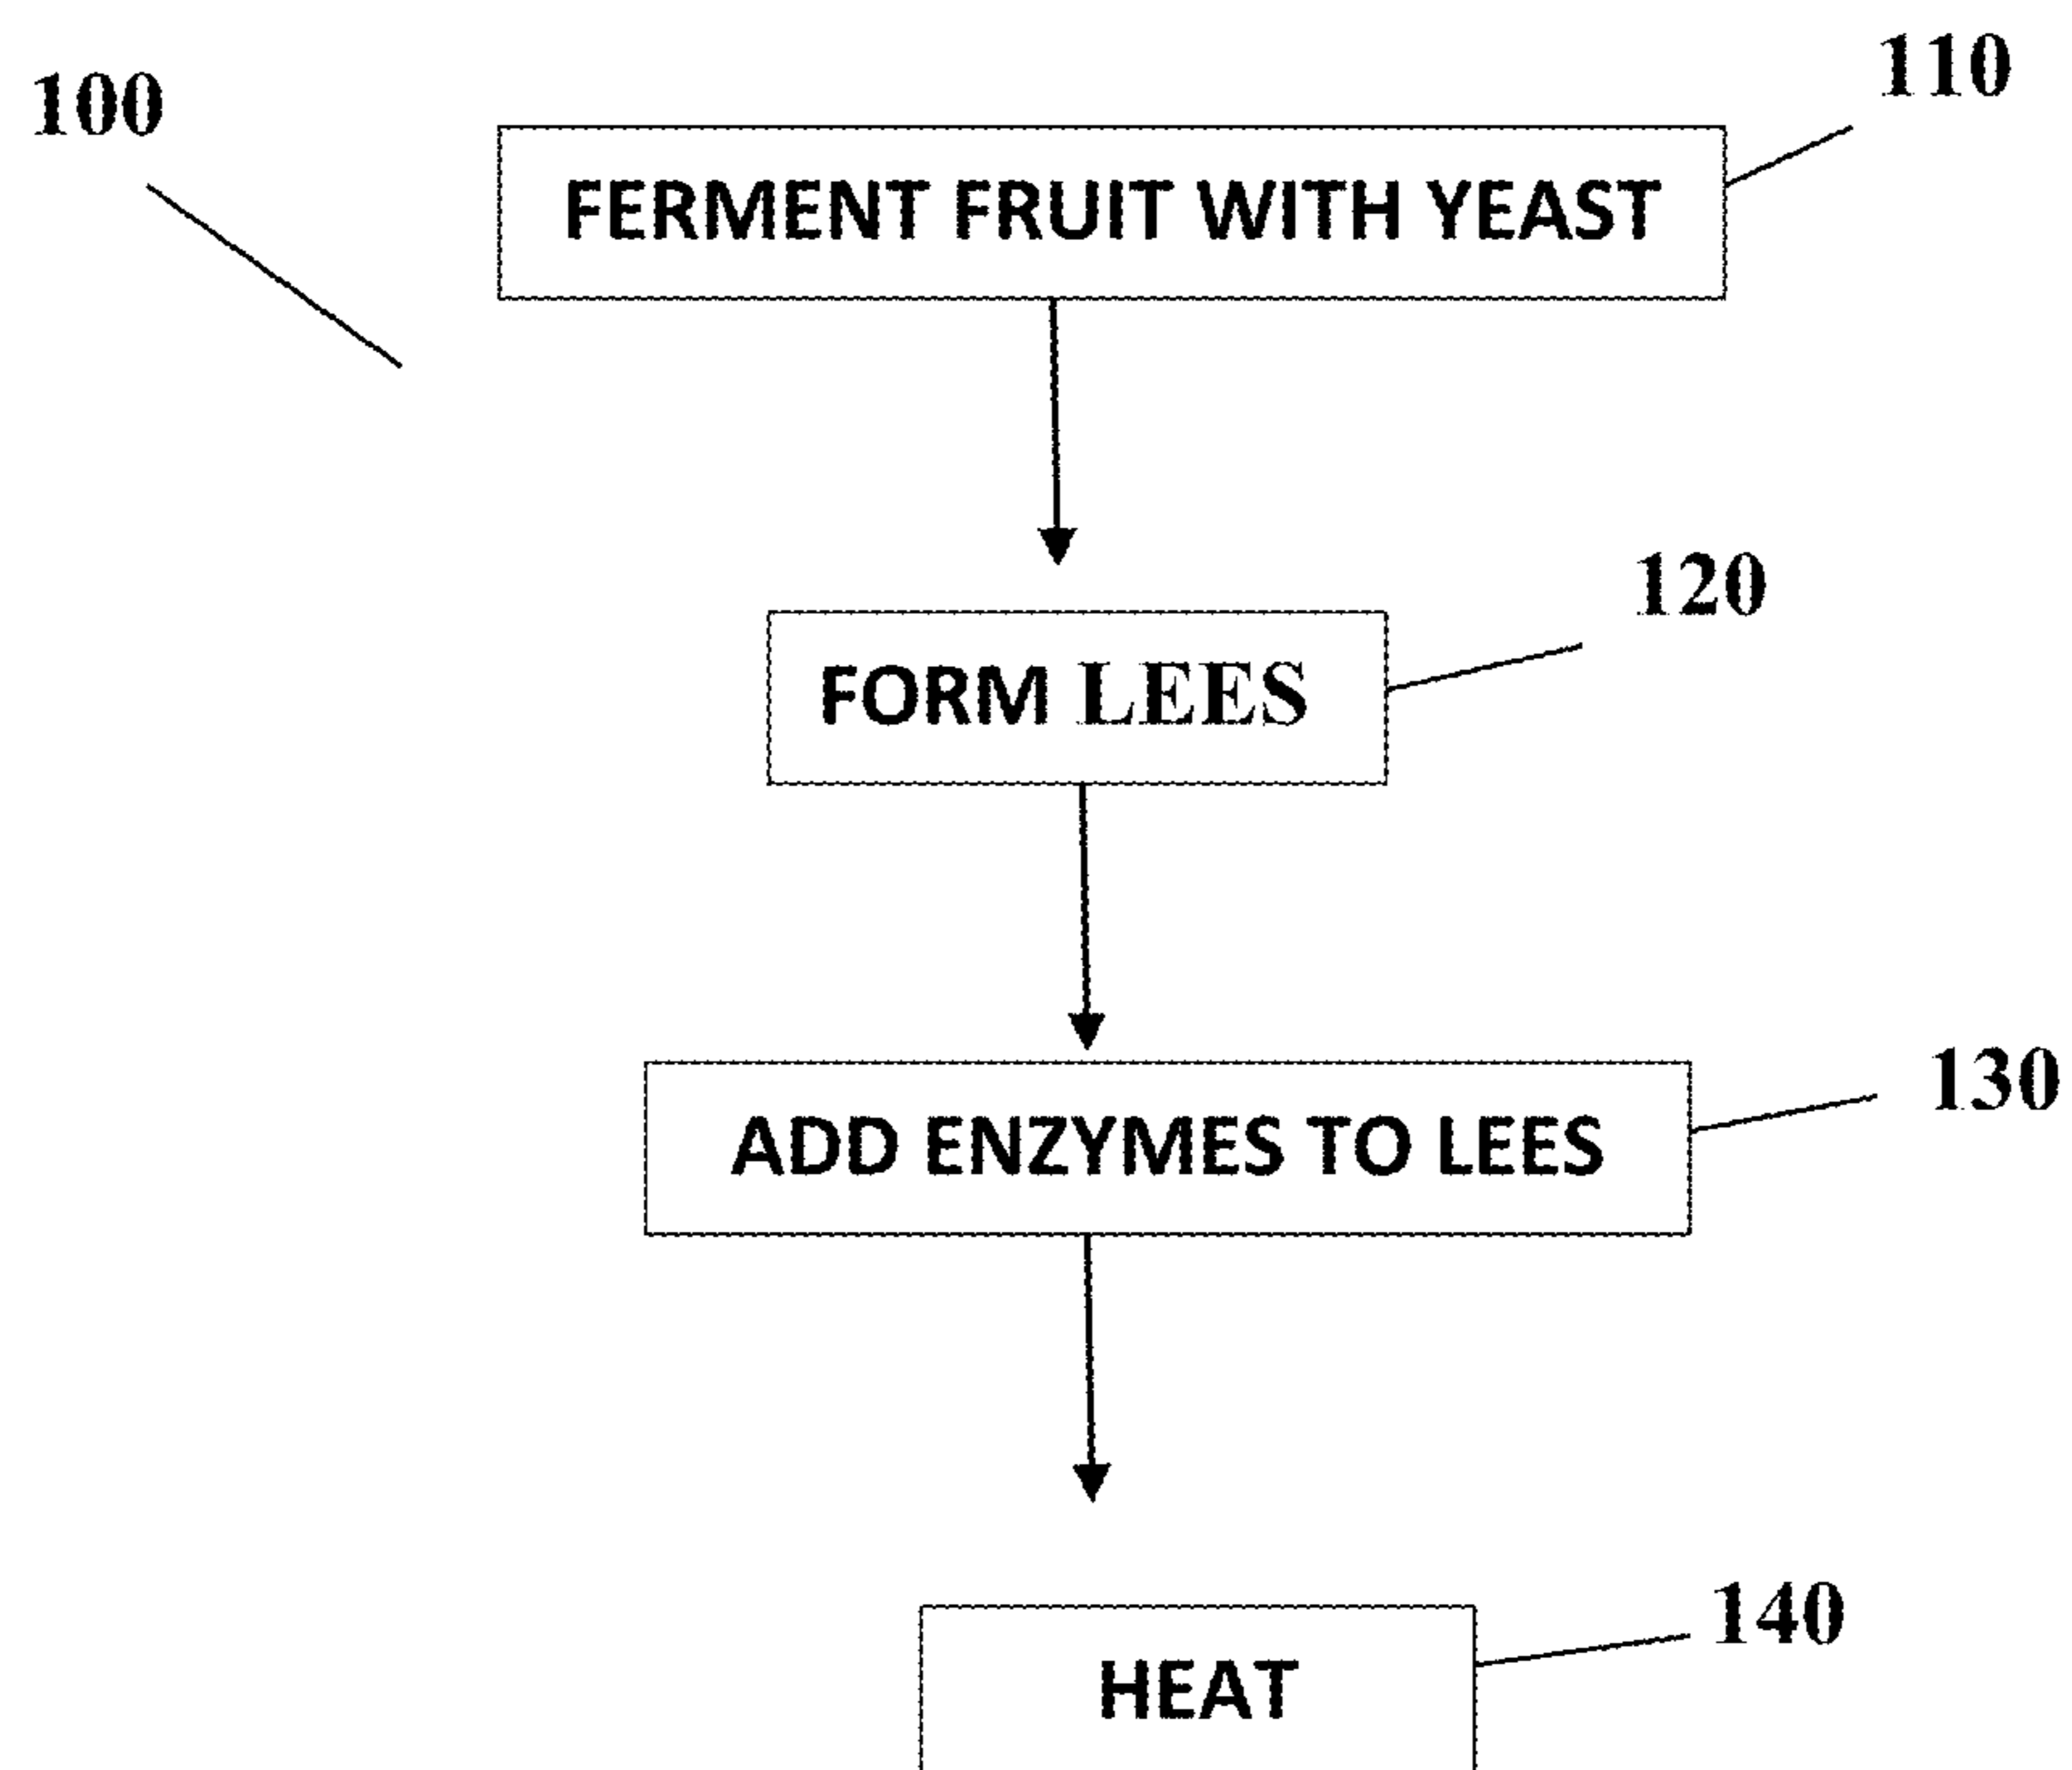 100
110
FERMENT FRUIT WITH YEAST
120
FORM LEES
130
ADD ENZYMES TO LEES
140
HEAT